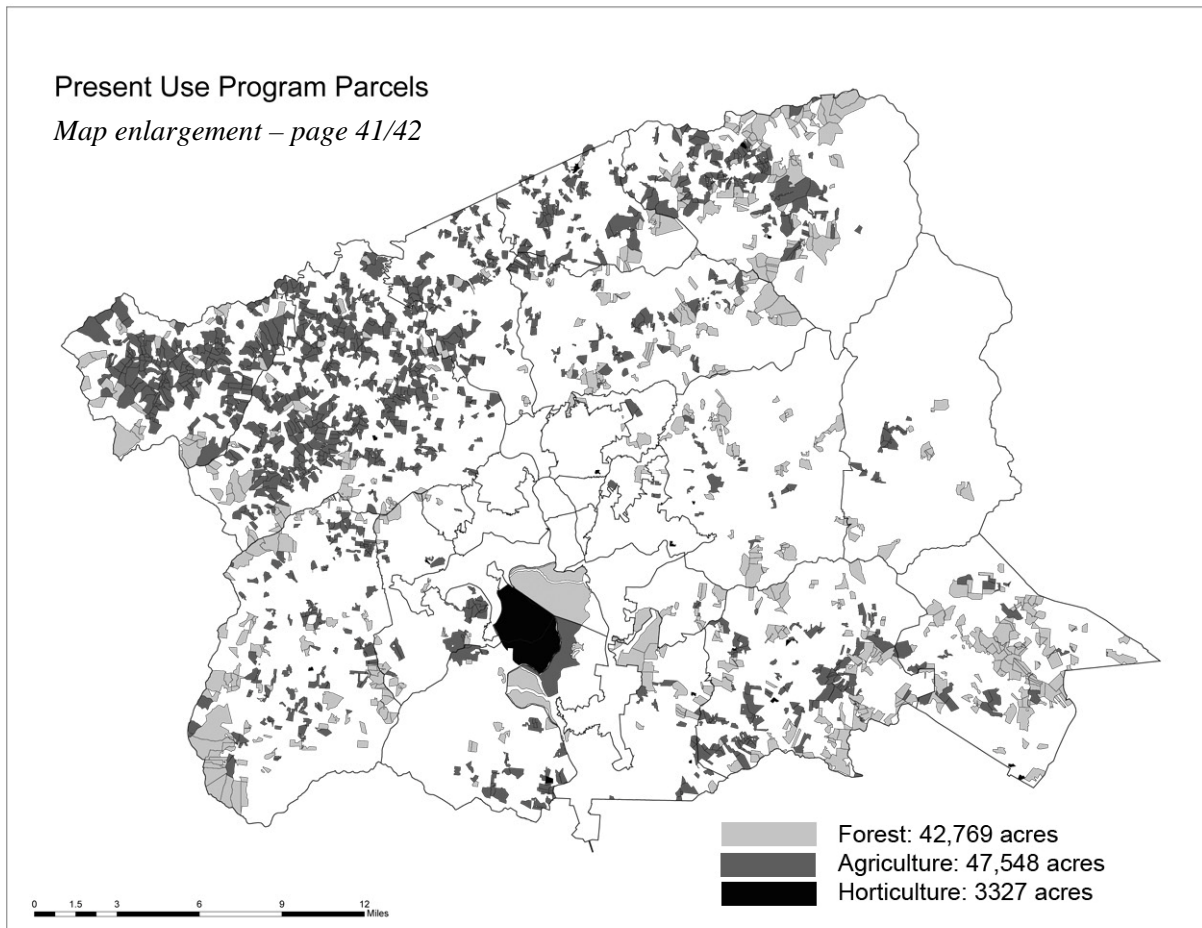 Present Use Program Parcels
Map enlargement – page 41/42
Forest: 42,769 acres
Agriculture: 47,548 acres
Horticulture: 3327 acres
0 1.5 3 6 9 12
Miles